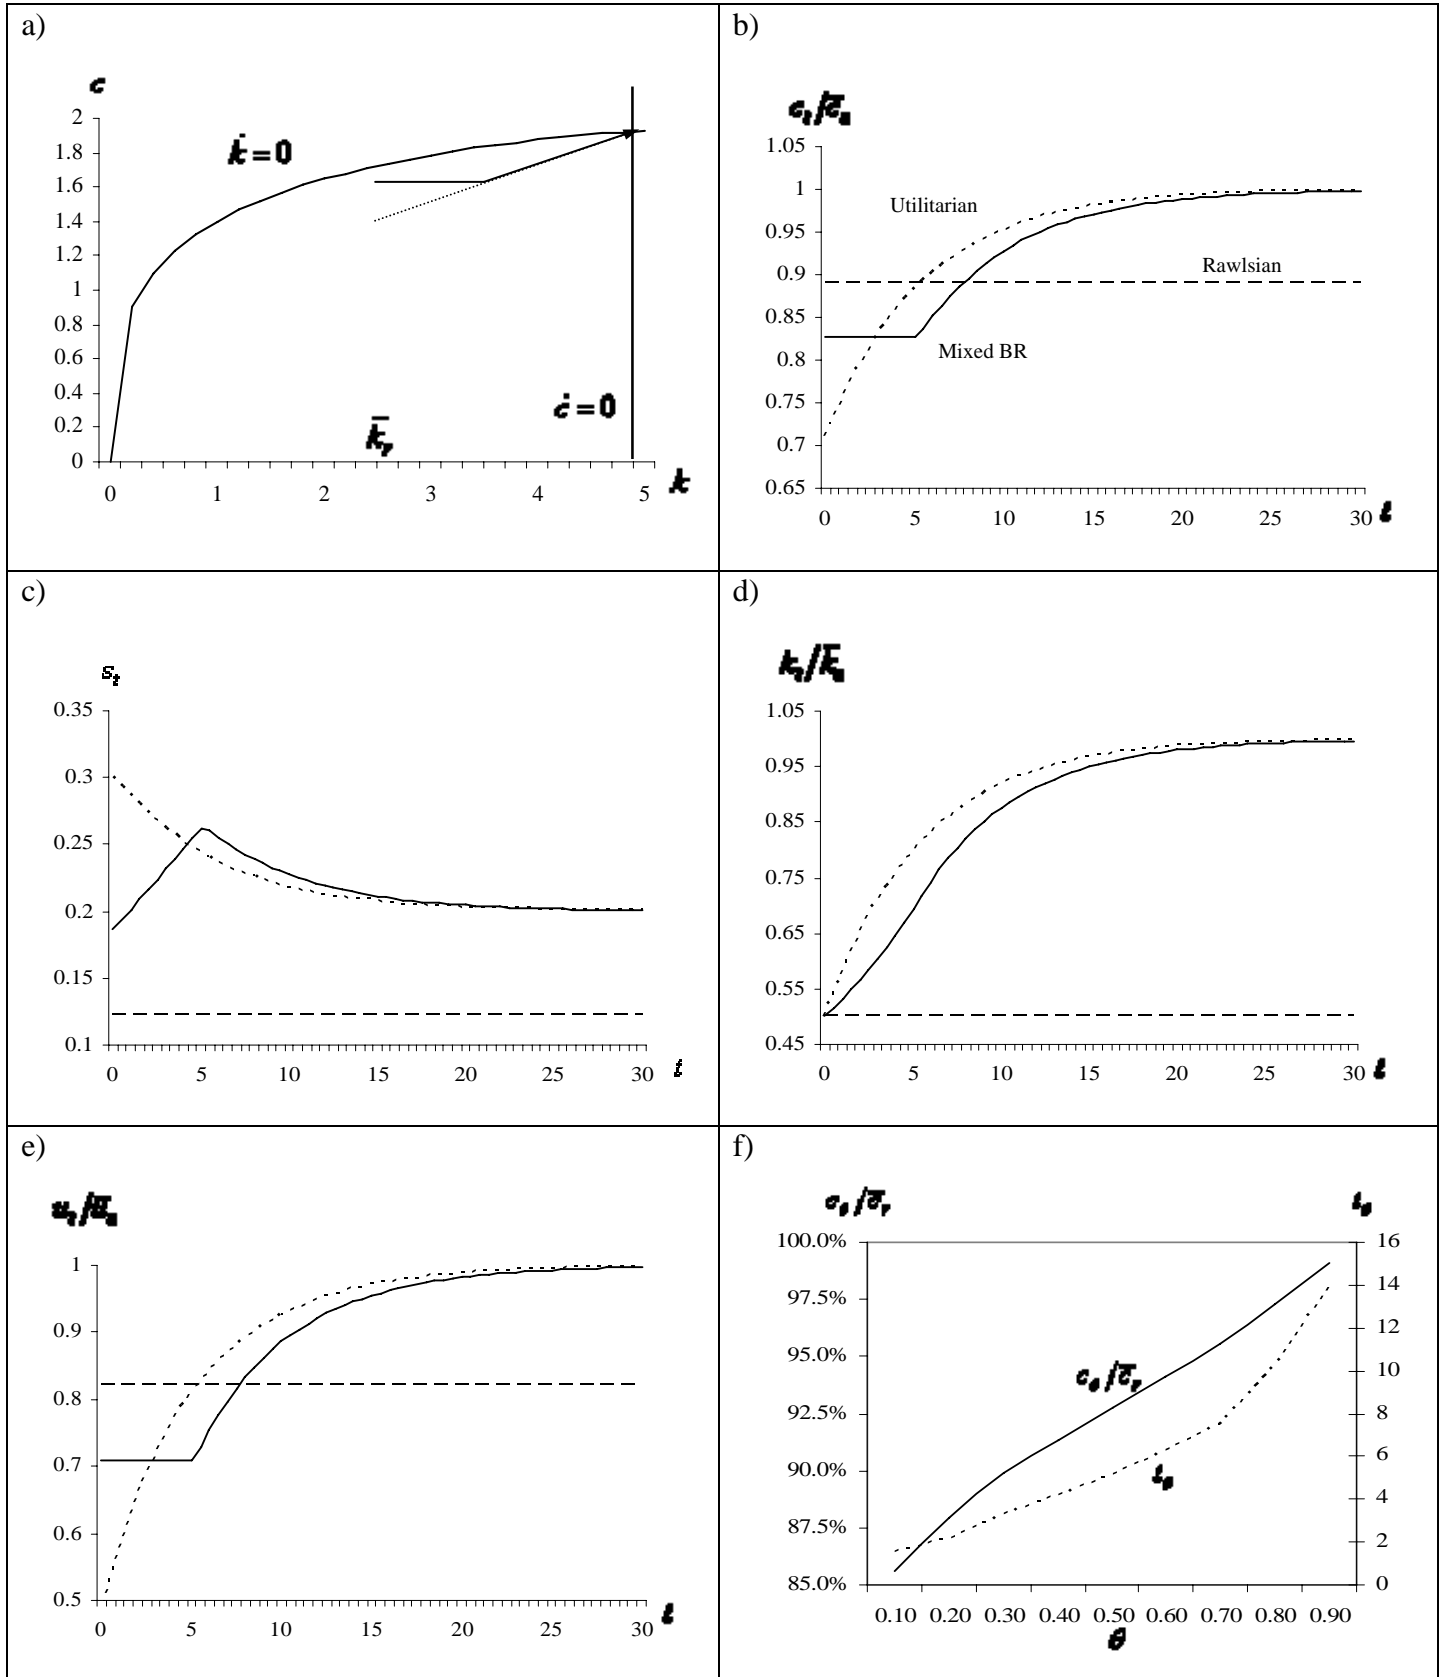 a)
c
2
1.8
1.6
1.4
1.2
1
0.8
0.6
0.4
0.2
0
k̇ = 0
k̄r
ċ = 0
0 1 2 3 4 5 k
b)
ct/c̄u
1.05
1
0.95
0.9
0.85
0.8
0.75
0.7
0.65
Utilitarian
Rawlsian
Mixed BR
0 5 10 15 20 25 30 t
c)
st
0.35
0.3
0.25
0.2
0.15
0.1
0 5 10 15 20 25 30 t
d)
kt/k̄u
1.05
0.95
0.85
0.75
0.65
0.55
0.45
0 5 10 15 20 25 30 t
e)
ut/ūu
1
0.9
0.8
0.7
0.6
0.5
0 5 10 15 20 25 30 t
f)
cθ/c̄r tθ
100.0% 16
97.5% 14
95.0% 12
92.5% 10
90.0% 8
87.5% 6
85.0% 4
2
0
cθ/c̄r
tθ
0.10 0.20 0.30 0.40 0.50 0.60 0.70 0.80 0.90
θ